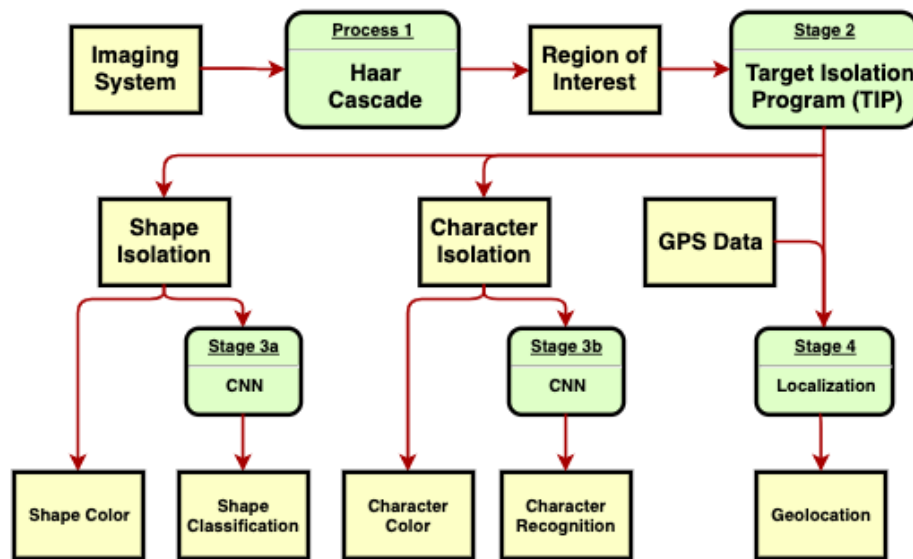 Imaging
System
Process 1
Haar
Cascade
Region of
Interest
Stage 2
Target Isolation
Program (TIP)
Shape
Isolation
Character
Isolation
GPS Data
Stage 3a
CNN
Stage 3b
CNN
Stage 4
Localization
Shape Color
Shape
Classification
Character
Color
Character
Recognition
Geolocation